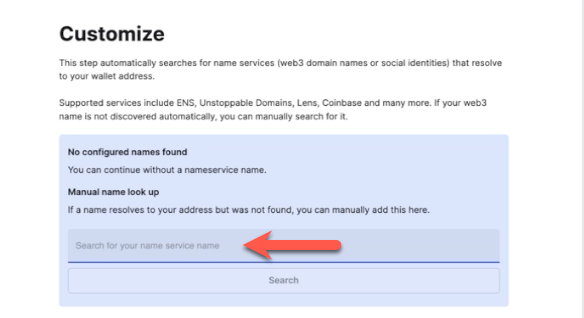 Customize
This step automatically searches for name services (web3 domain names or social identities) that resolve
to your wallet address.
Supported services include ENS, Unstoppable Domains, Lens, Coinbase and many more. If your web3
name is not discovered automatically, you can manually search for it.
No configured names found
You can continue without a nameservice name.
Manual name look up
If a name resolves to your address but was not found, you can manually add this here.
Search for your name service name
Search